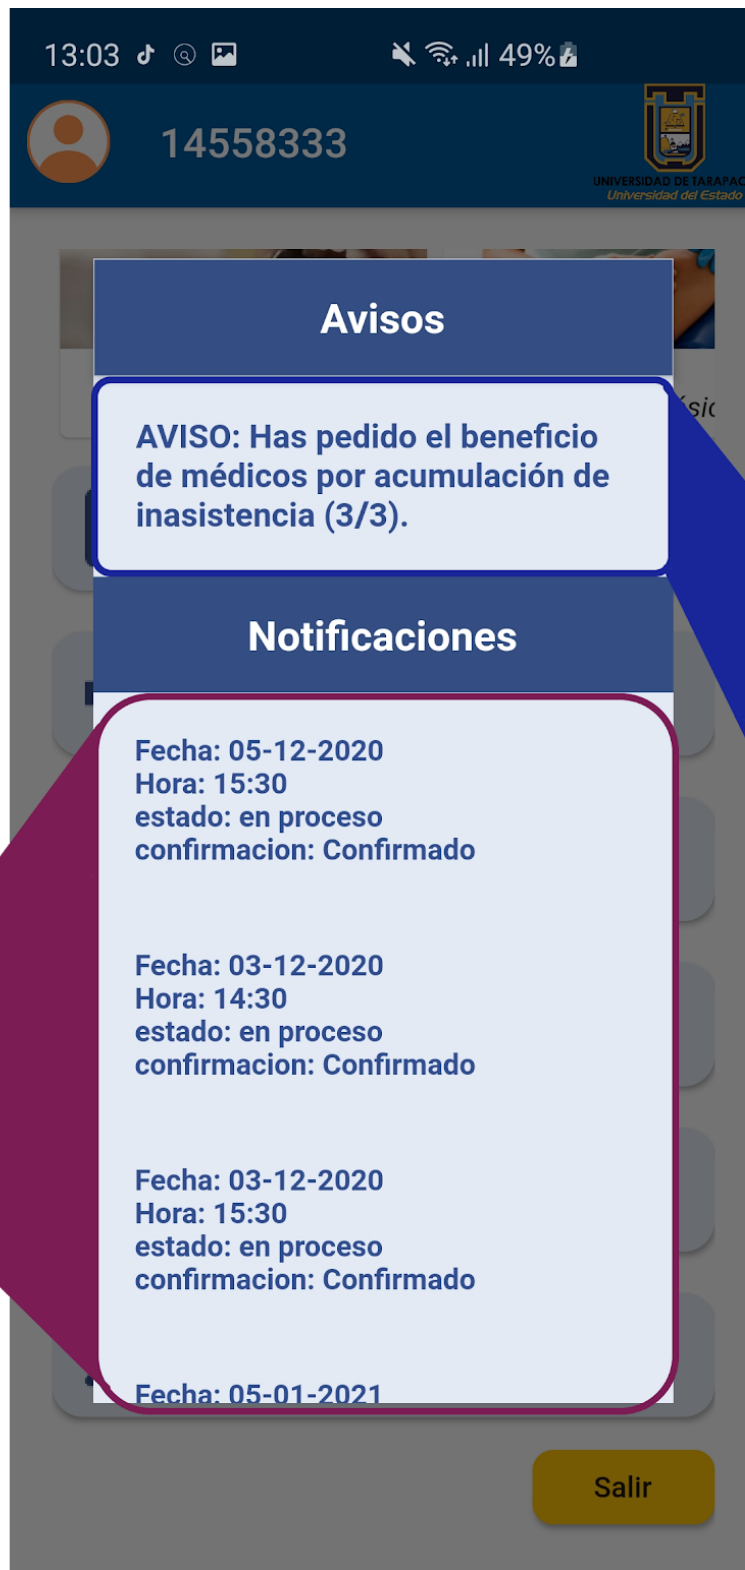 13:03 49%
14558333
UNIVERSIDAD DE TARAPAC
Universidad del Estado
Avisos
AVISO: Has pedido el beneficio
de médicos por acumulación de
inasistencia (3/3).
Notificaciones
Fecha: 05-12-2020
Hora: 15:30
estado: en proceso
confirmacion: Confirmado
Fecha: 03-12-2020
Hora: 14:30
estado: en proceso
confirmacion: Confirmado
Fecha: 03-12-2020
Hora: 15:30
estado: en proceso
confirmacion: Confirmado
Fecha: 05-01-2021
Salir